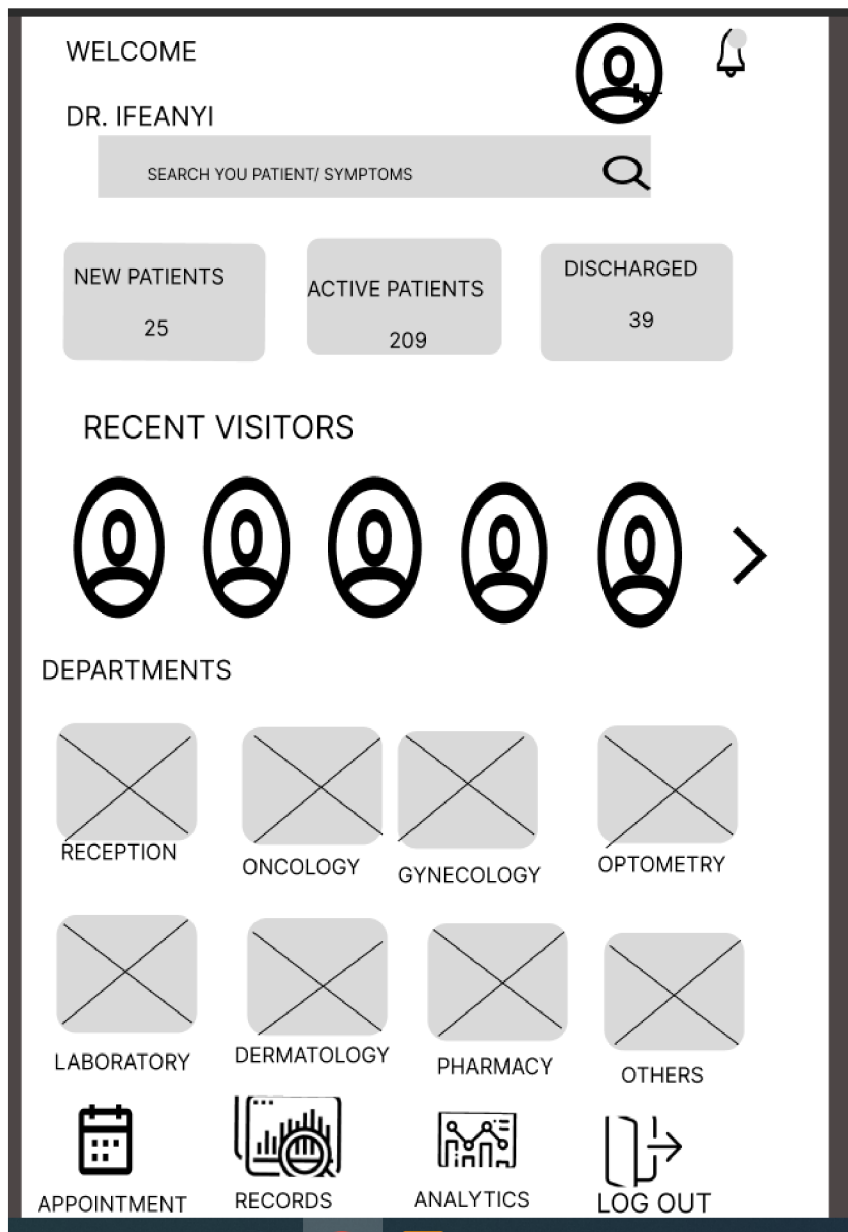 WELCOME
DR. IFEANYI
SEARCH YOU PATIENT/ SYMPTOMS
NEW PATIENTS
25
ACTIVE PATIENTS
209
DISCHARGED
39
RECENT VISITORS
DEPARTMENTS
RECEPTION
ONCOLOGY
GYNECOLOGY
OPTOMETRY
LABORATORY
DERMATOLOGY
PHARMACY
OTHERS
APPOINTMENT
RECORDS
ANALYTICS
LOG OUT